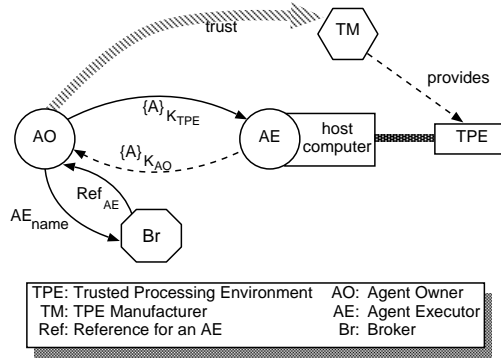 trust
TM
provides
{A} K_TPE
AO
AE
host
computer
TPE
{A} K_AO
Ref_AE
AE_name
Br
TPE: Trusted Processing Environment AO: Agent Owner
TM: TPE Manufacturer AE: Agent Executor
Ref: Reference for an AE Br: Broker